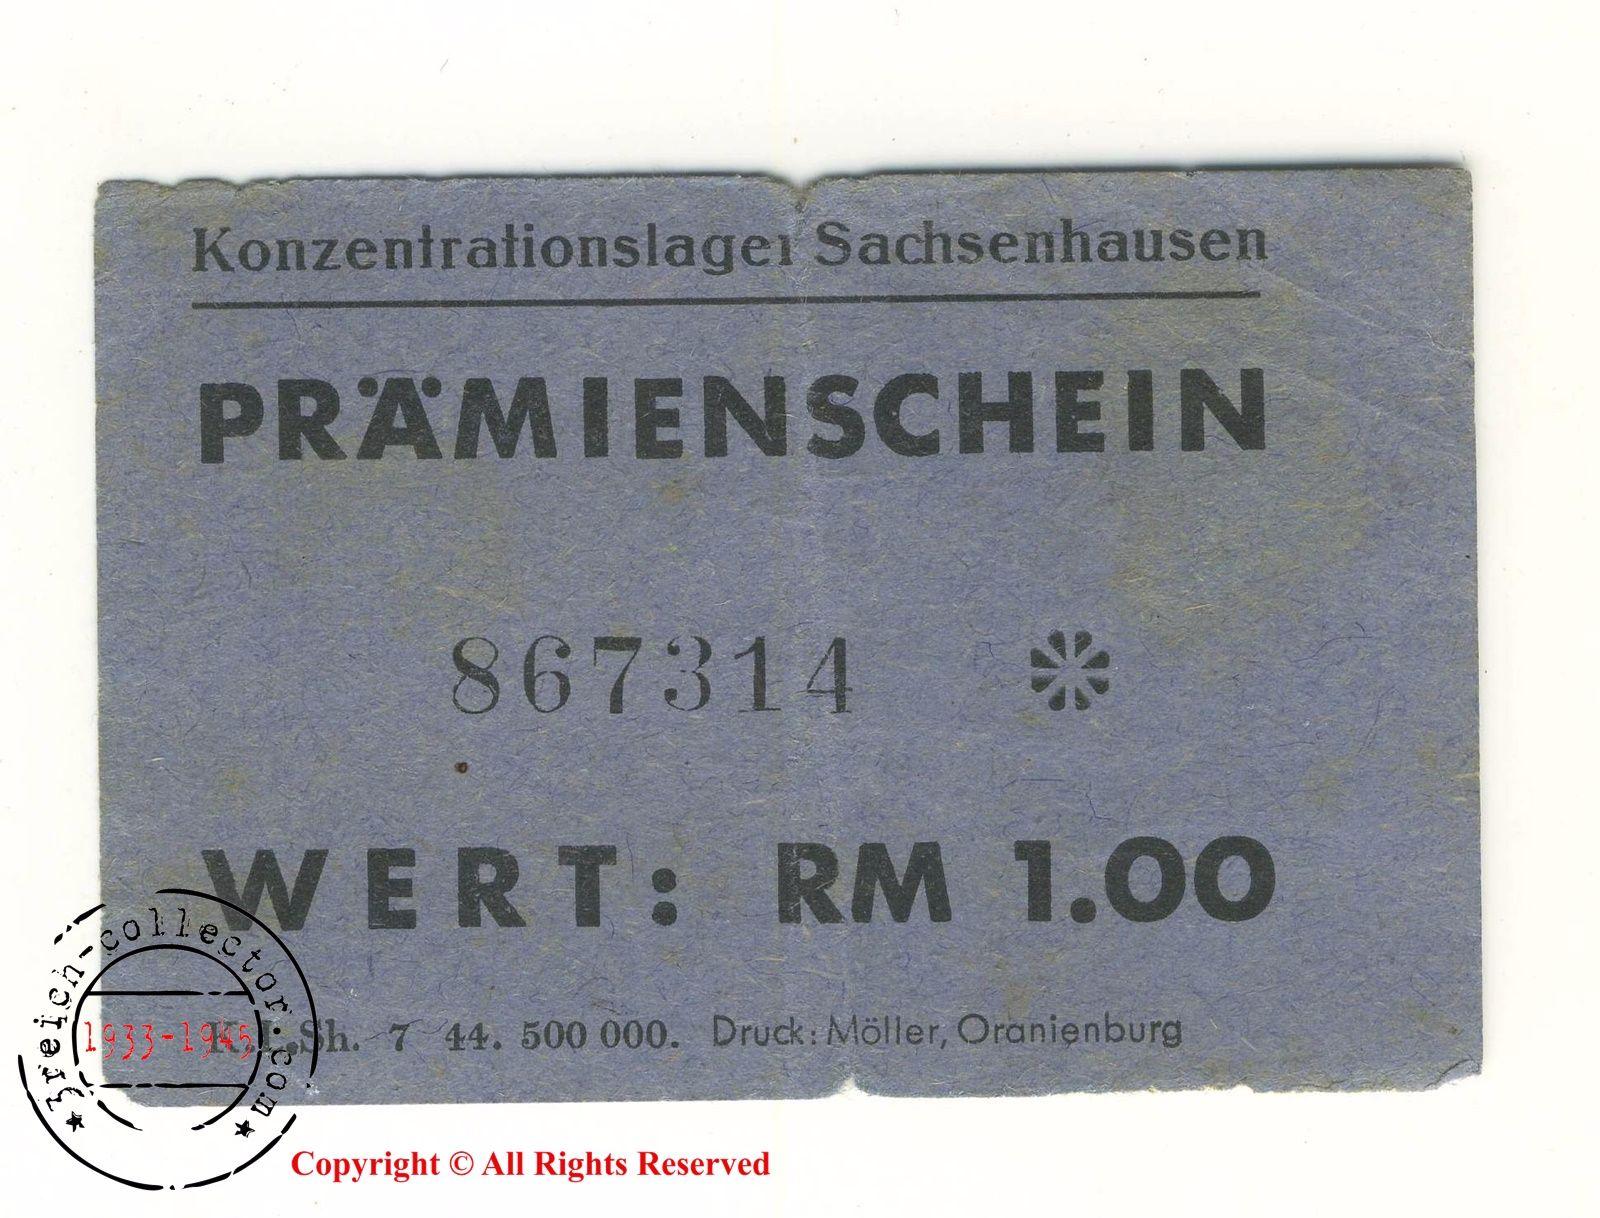 Konzentrationslager Sachsenhausen
PRÄMIENSCHEIN
867314
WERT: RM 1.00
K.L.Sh. 7 44. 500 000. Druck: Möller, Oranienburg
3reich-collector.com
1933-1945
Copyright © All Rights Reserved